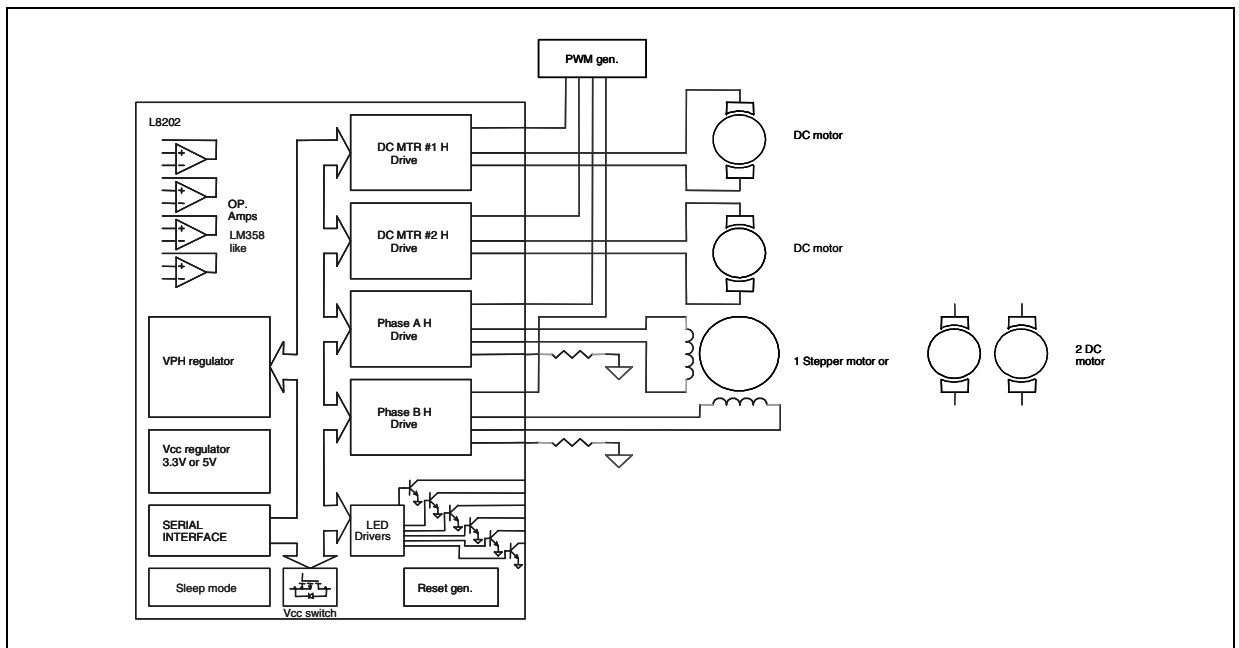 PWM gen.
L8202
DC MTR #1 H
Drive
DC motor
OP.
Amps
LM358
like
DC MTR #2 H
Drive
DC motor
Phase A H
Drive
VPH regulator
1 Stepper motor or
2 DC
motor
Phase B H
Drive
Vcc regulator
3.3V or 5V
SERIAL
INTERFACE
LED
Drivers
Sleep mode
Reset gen.
Vcc switch